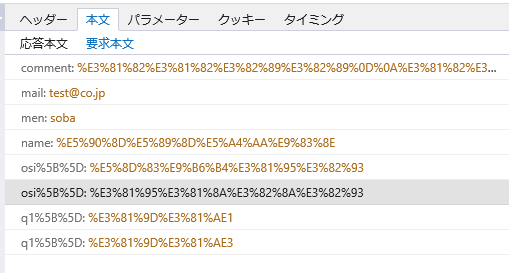 ヘッダー 本文 パラメーター クッキー タイミング
応答本文 要求本文
comment: %E3%81%82%E3%81%82%E3%82%89%E3%82%89%0D%0A%E3%81%82%E3...
mail: test@co.jp
men: soba
name: %E5%90%8D%E5%89%8D%E5%A4%AA%E9%83%8E
osi%5B%5D: %E5%8D%83%E9%B6%B4%E3%81%95%E3%82%93
osi%5B%5D: %E3%81%95%E3%81%8A%E3%82%8A%E3%82%93
q1%5B%5D: %E3%81%9D%E3%81%AE1
q1%5B%5D: %E3%81%9D%E3%81%AE3